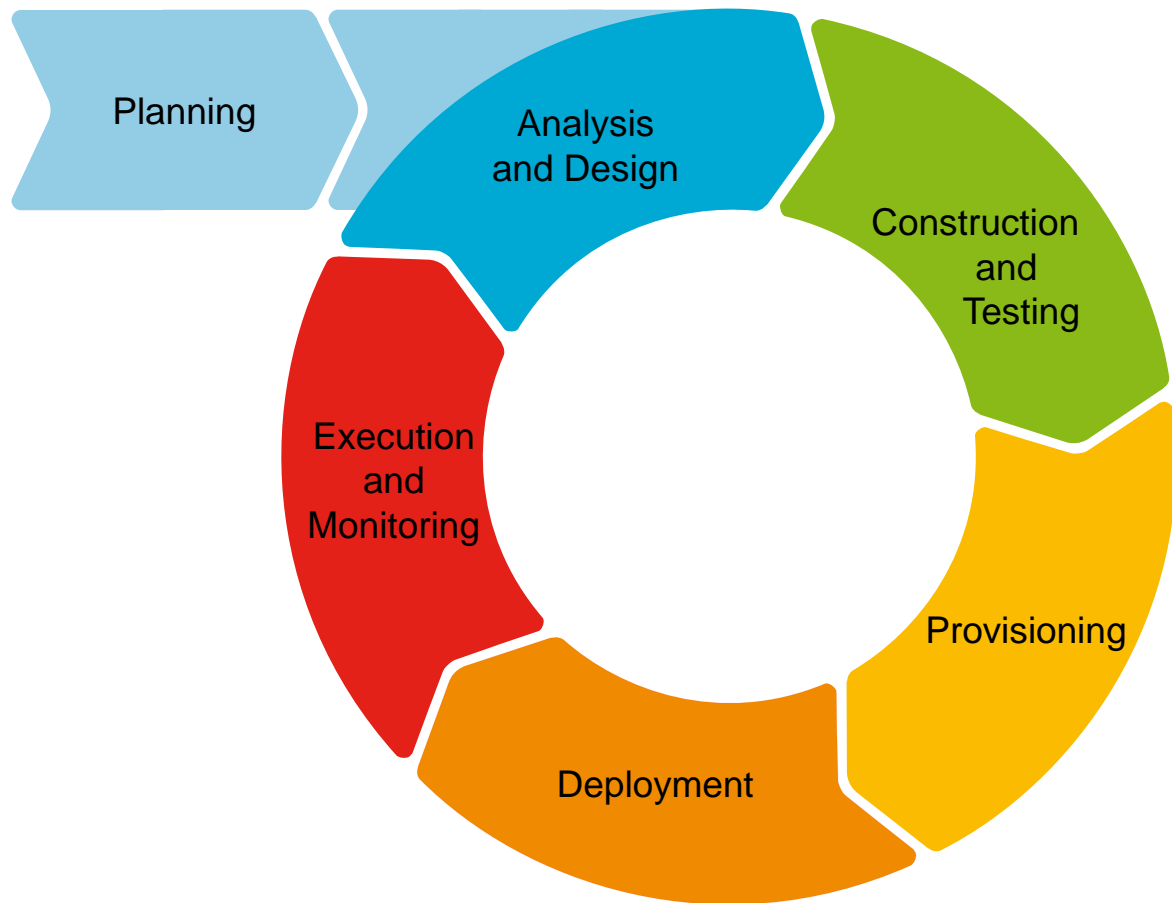 Planning
Analysis
and Design
Construction
and
Testing
Provisioning
Deployment
Execution
and
Monitoring